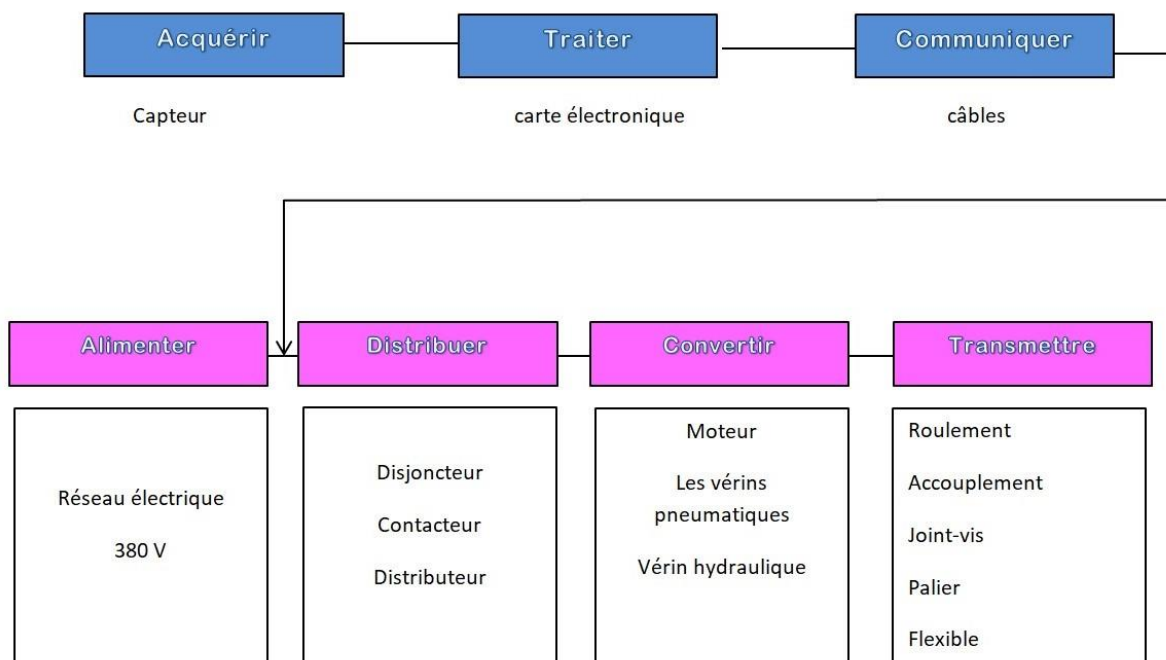 Acquérir
Traiter
Communiquer
Capteur
carte électronique
câbles
Alimenter
Distribuer
Convertir
Transmettre
Réseau électrique
380 V
Disjoncteur
Contacteur
Distributeur
Moteur
Les vérins
pneumatiques
Vérin hydraulique
Roulement
Accouplement
Joint-vis
Palier
Flexible